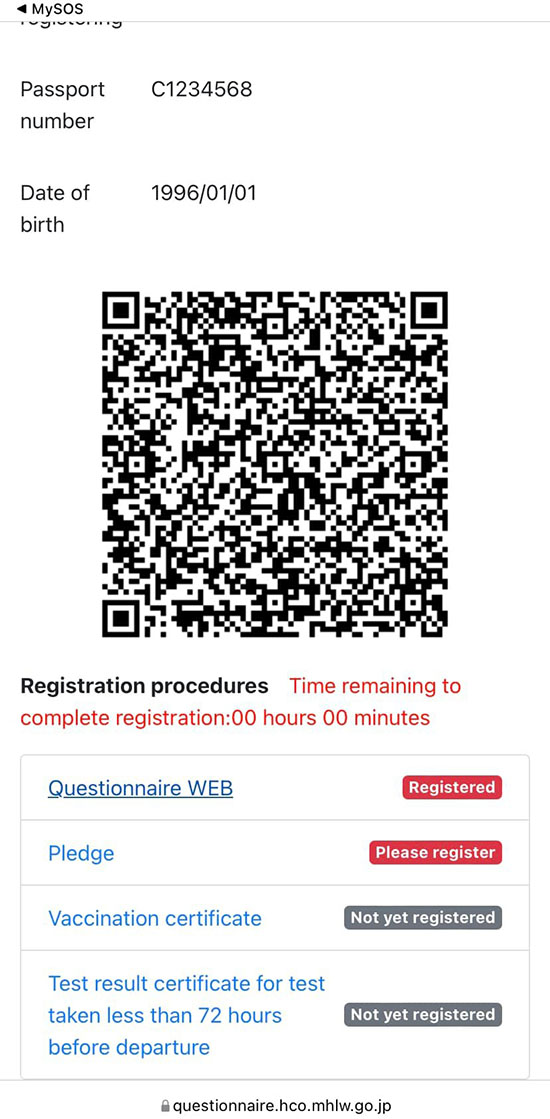 ◀ MySOS
registering
Passport number C1234568
Date of birth 1996/01/01
Registration procedures Time remaining to
complete registration:00 hours 00 minutes
Questionnaire WEB Registered
Pledge Please register
Vaccination certificate Not yet registered
Test result certificate for test
taken less than 72 hours
before departure
Not yet registered
questionnaire.hco.mhlw.go.jp